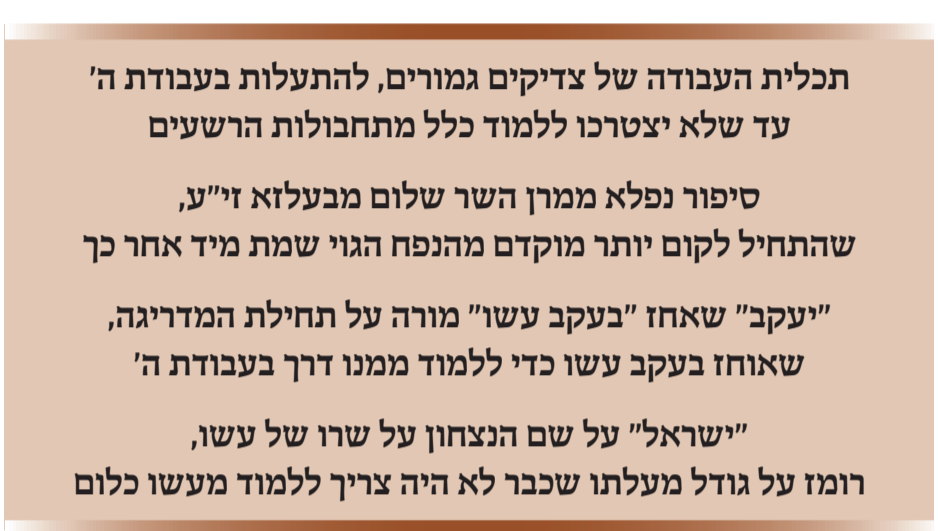 תכלית העבודה של צדיקים גמורים, להתעלות בעבודת ה'
עד שלא יצטרכו ללמוד כלל מתחבולות הרשעים
סיפור נפלא ממרן השר שלום מבעלזא זי"ע,
שהתחיל לקום יותר מוקדם מהנפח הגוי שמת מיד אחר כך
"יעקב" שאחז "בעקב עשו" מורה על תחילת המדריגה,
שאוחז בעקב עשו כדי ללמוד ממנו דרך בעבודת ה'
"ישראל" על שם הנצחון על שרו של עשו,
רומז על גודל מעלתו שכבר לא היה צריך ללמוד מעשו כלום